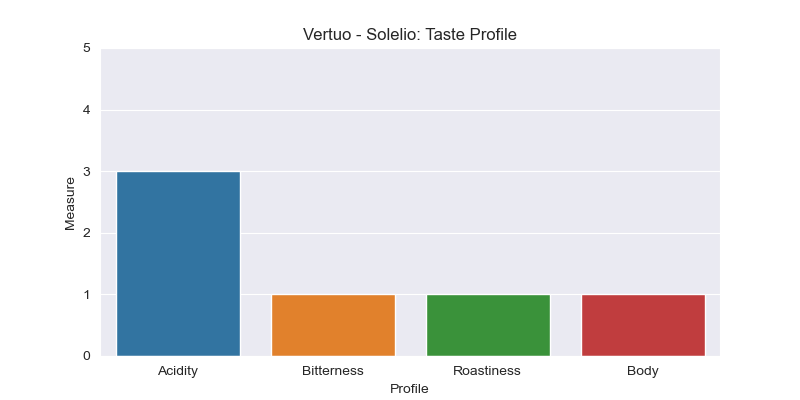 Vertuo - Solelio: Taste Profile
5
4
3
2
1
0
Measure
Acidity Bitterness Roastiness Body
Profile